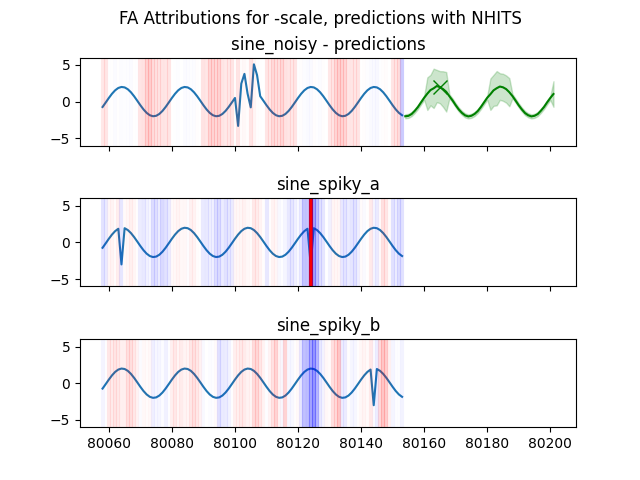 FA Attributions for -scale, predictions with NHITS
sine_noisy - predictions
5
0
−5
sine_spiky_a
5
0
−5
sine_spiky_b
5
0
−5
80060 80080 80100 80120 80140 80160 80180 80200